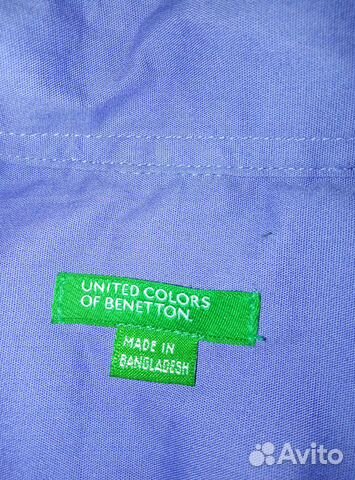 UNITED COLORS
OF BENETTON.
MADE IN
BANGLADESH
Avito